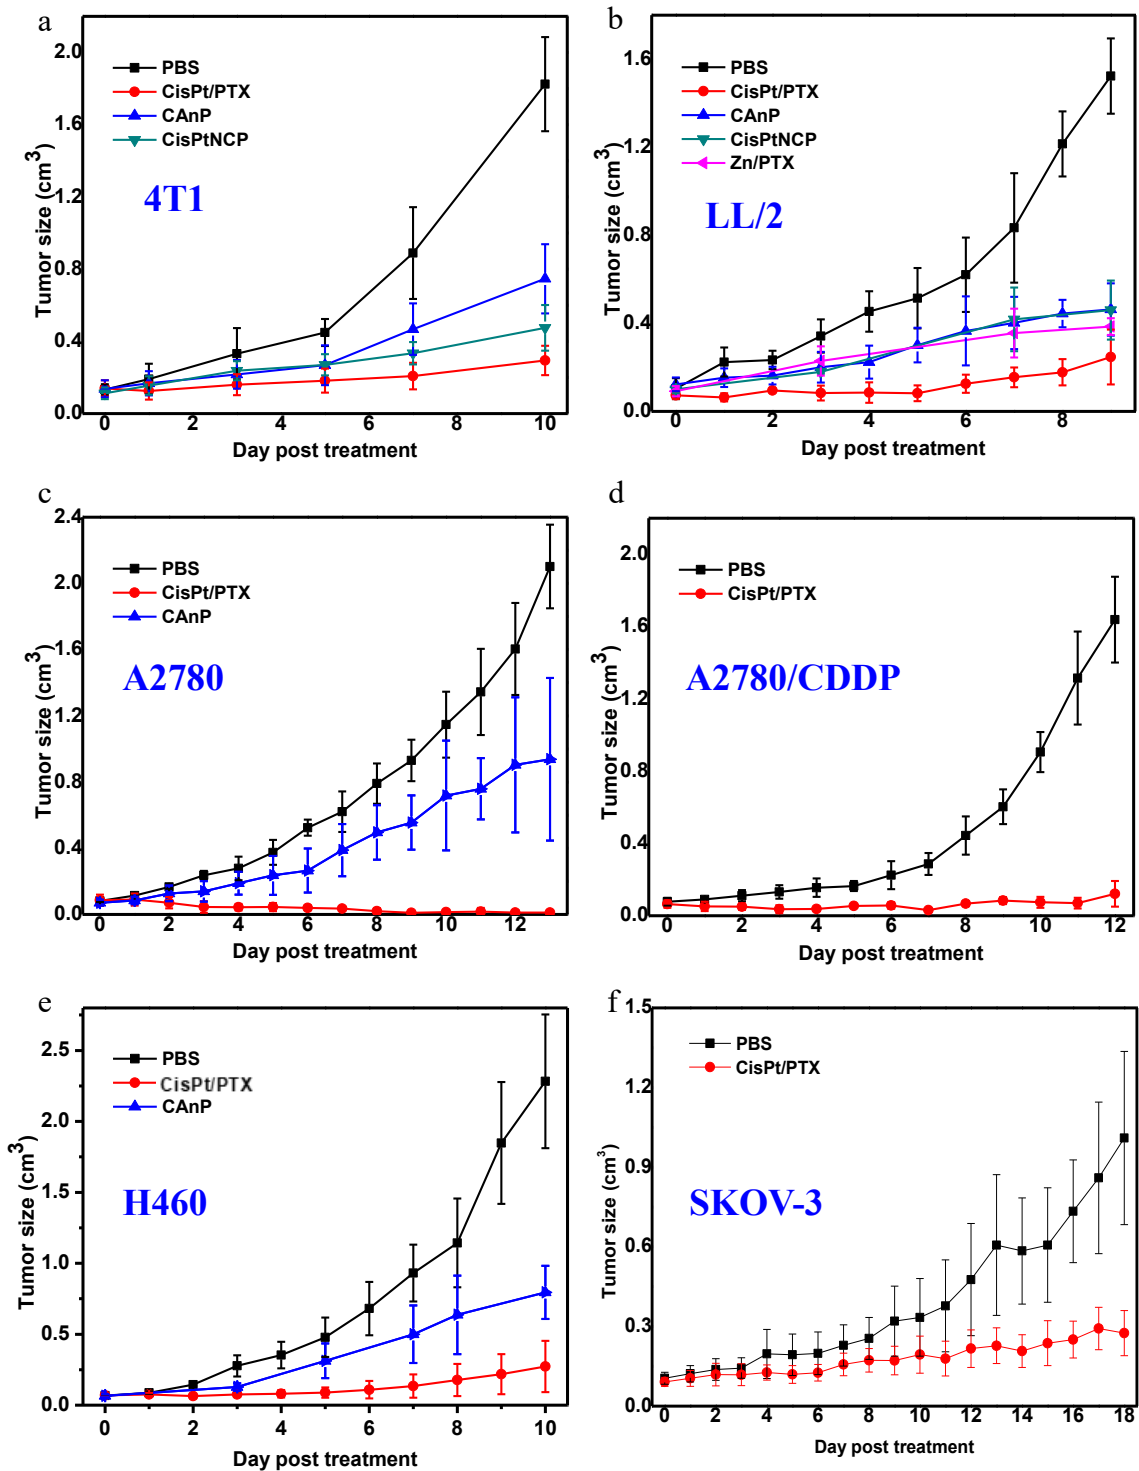 a
2.0
1.6
1.2
0.8
0.4
0.0
Tumor size (cm3)
PBS
CisPt/PTX
CAnP
CisPtNCP
4T1
0 2 4 6 8 10
Day post treatment
b
1.6
1.2
0.8
0.4
0.0
Tumor size (cm3)
PBS
CisPt/PTX
CAnP
CisPtNCP
Zn/PTX
LL/2
0 2 4 6 8
Day post treatment
c
2.4
2.0
1.6
1.2
0.8
0.4
0.0
Tumor size (cm3)
PBS
CisPt/PTX
CAnP
A2780
0 2 4 6 8 10 12
Day post treatment
d
2.0
1.6
1.2
0.8
0.4
0.0
Tumor size (cm3)
PBS
CisPt/PTX
A2780/CDDP
0 2 4 6 8 10 12
Day post treatment
e
2.5
2.0
1.5
1.0
0.5
0.0
Tumor size (cm3)
PBS
CisPt/PTX
CAnP
H460
0 2 4 6 8 10
Day post treatment
f
1.5
1.2
0.9
0.6
0.3
0.0
Tumor size (cm3)
PBS
CisPt/PTX
SKOV-3
0 2 4 6 8 10 12 14 16 18
Day post treatment